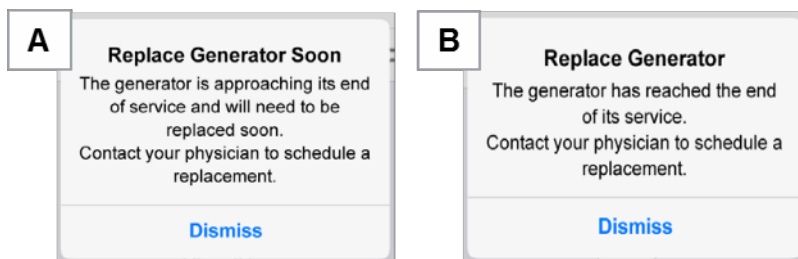 A
Replace Generator Soon
The generator is approaching its end
of service and will need to be
replaced soon.
Contact your physician to schedule a
replacement.
Dismiss
B
Replace Generator
The generator has reached the end
of its service.
Contact your physician to schedule a
replacement.
Dismiss